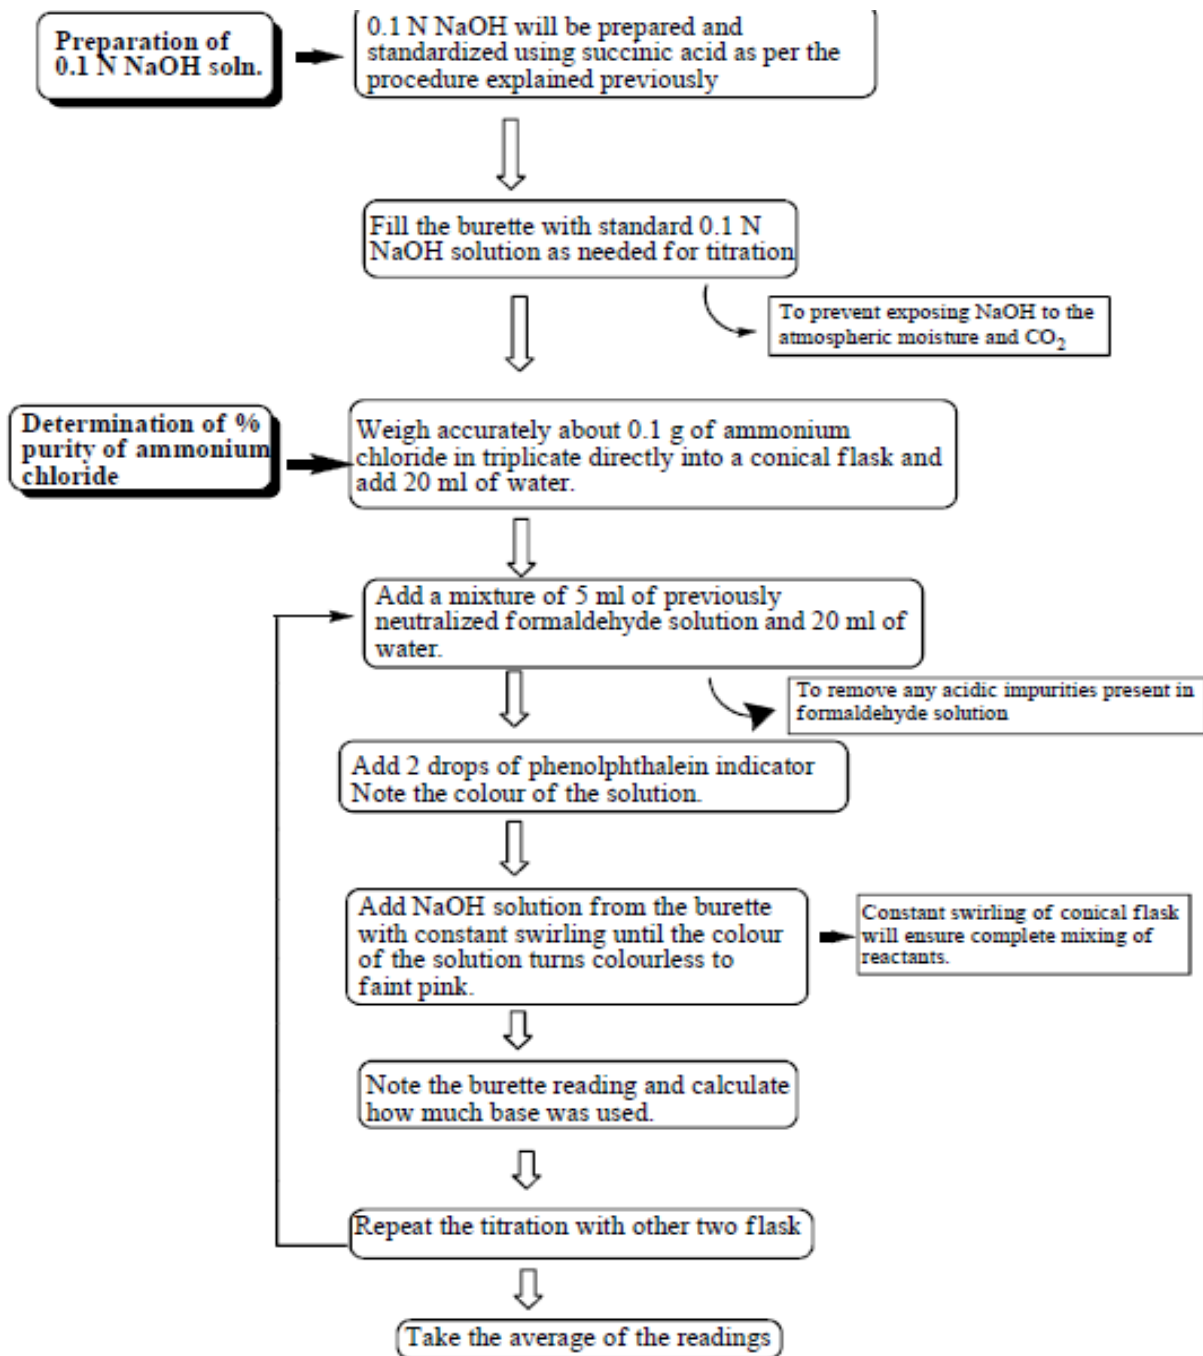 Preparation of
0.1 N NaOH soln.
0.1 N NaOH will be prepared and
standardized using succinic acid as per the
procedure explained previously
Fill the burette with standard 0.1 N
NaOH solution as needed for titration
To prevent exposing NaOH to the
atmospheric moisture and CO2
Determination of %
purity of ammonium
chloride
Weigh accurately about 0.1 g of ammonium
chloride in triplicate directly into a conical flask and
add 20 ml of water.
Add a mixture of 5 ml of previously
neutralized formaldehyde solution and 20 ml of
water.
To remove any acidic impurities present in
formaldehyde solution
Add 2 drops of phenolphthalein indicator
Note the colour of the solution.
Add NaOH solution from the burette
with constant swirling until the colour
of the solution turns colourless to
faint pink.
Constant swirling of conical flask
will ensure complete mixing of
reactants.
Note the burette reading and calculate
how much base was used.
Repeat the titration with other two flask
Take the average of the readings